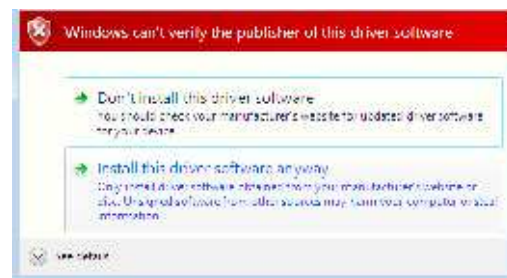 Windows can't verify the publisher of this driver software
Don't install this driver software
You should check your manufacturer's website for updated driver software
for your device.
Install this driver software anyway
Only install driver software obtained from your manufacturer's website or
disc. Unsigned software from other sources may harm your computer or steal
information.
See details